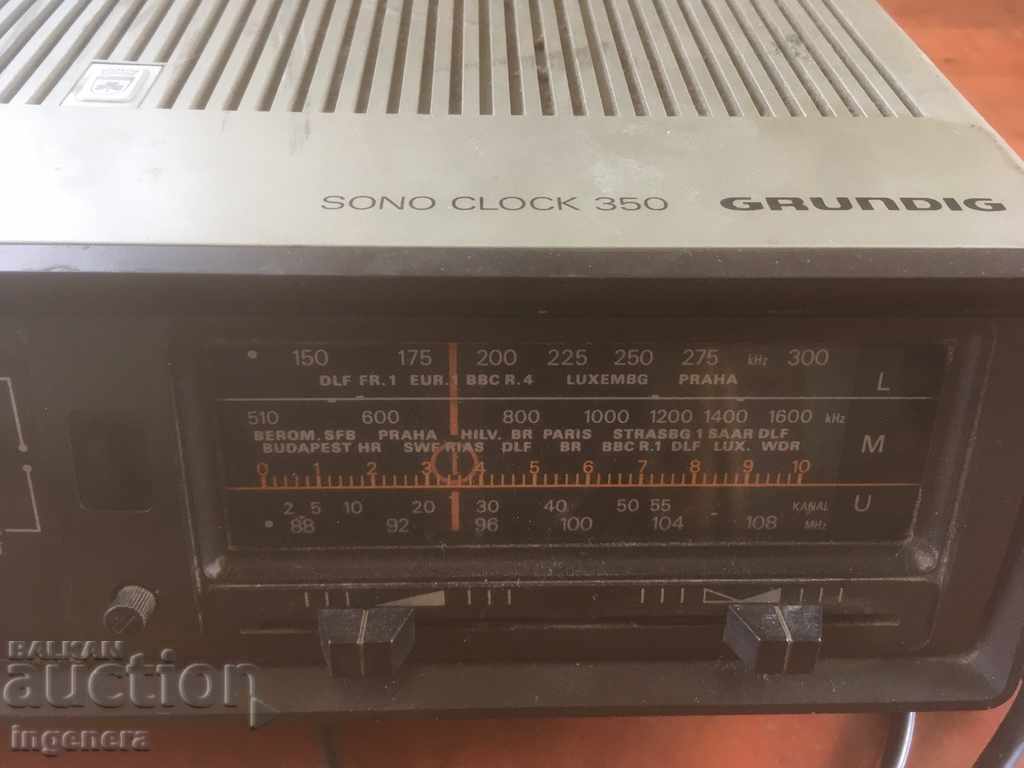 SONO CLOCK 350 GRUNDIG
150 175 200 225 250 275 kHz 300
DLF FR.1 EUR.1 BBC R.4 LUXEMBG PRAHA L
510 600 800 1000 1200 1400 1600 kHz
BEROM. SFB PRAHA HILV. BR PARIS STRASBG 1 SAAR DLF M
BUDAPEST HR SWF RIAS DLF BR BBC R.1 DLF LUX. WDR
0 1 2 3 4 5 6 7 8 9 10
2 5 10 20 30 40 50 55 KANAL U
88 92 96 100 104 108 MHz
BALKAN
auction
ingenera